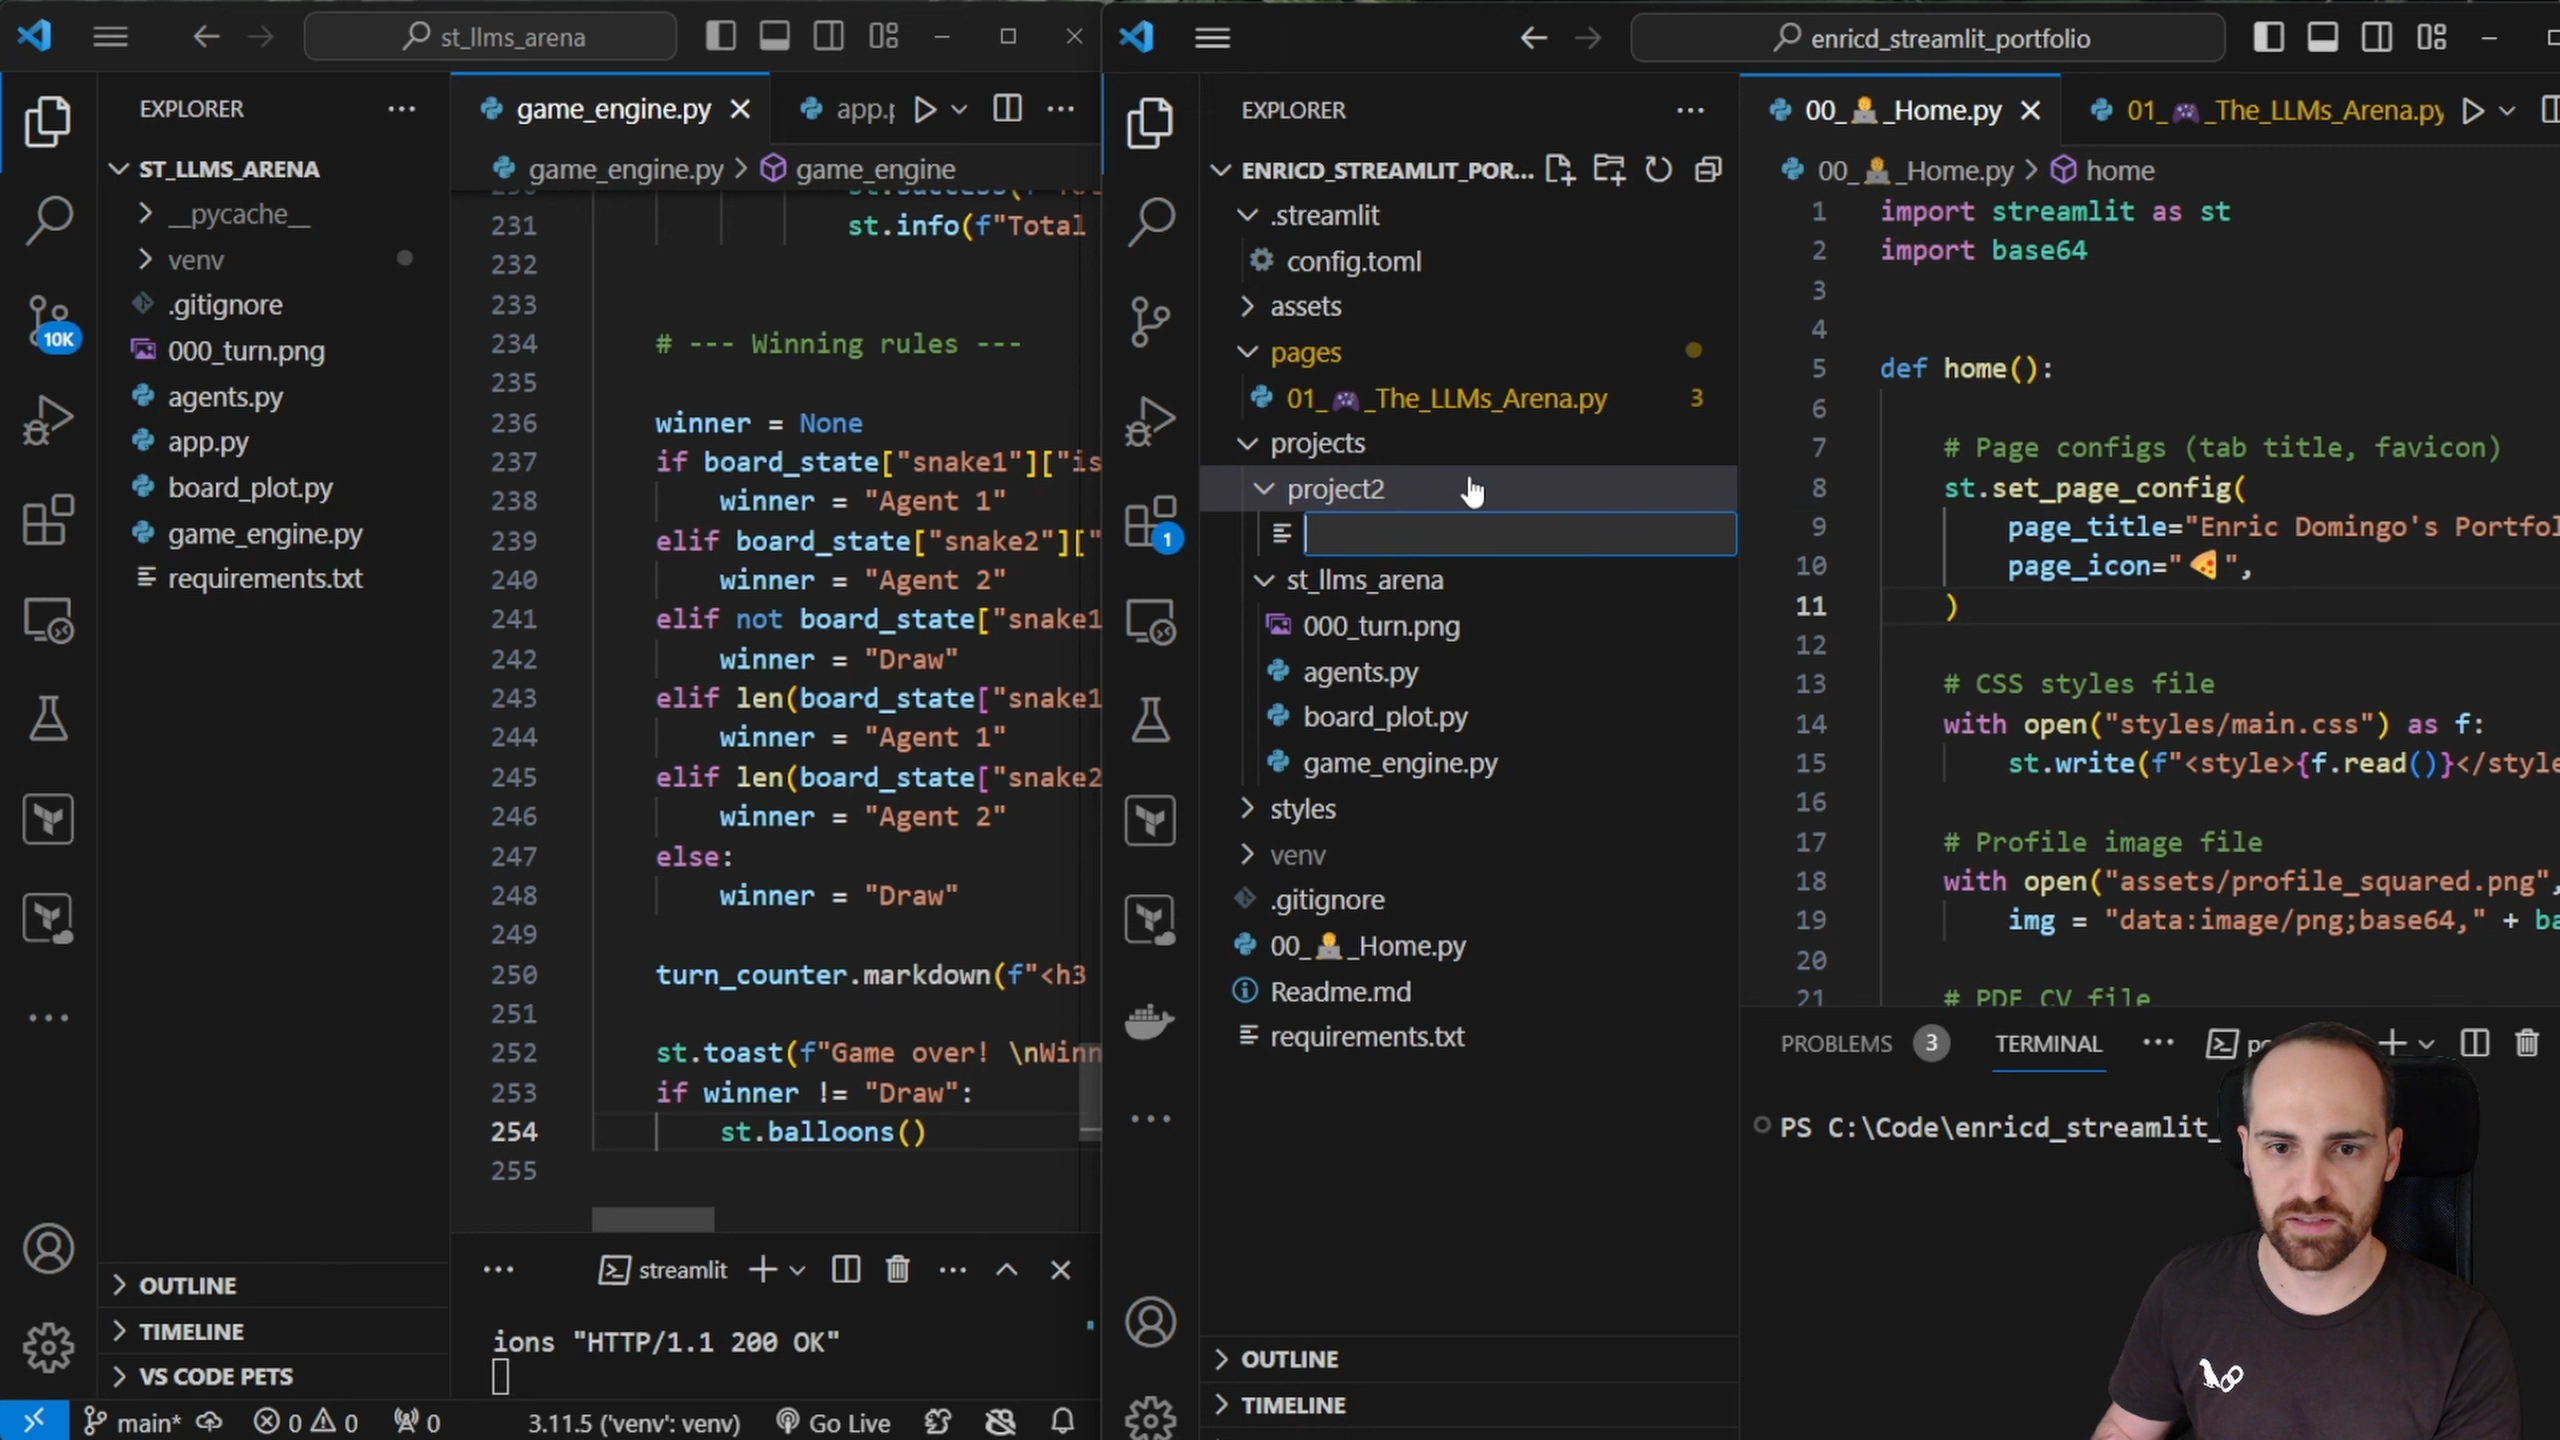 st_llms_arena
EXPLORER
ST_LLMS_ARENA
__pycache__
venv
.gitignore
000_turn.png
agents.py
app.py
board_plot.py
game_engine.py
requirements.txt
10K
OUTLINE
TIMELINE
VS CODE PETS
game_engine.py
game_engine.py > game_engine
231 st.info(f"Total
232
233
234 # --- Winning rules ---
235
236 winner = None
237 if board_state["snake1"]["is
238 winner = "Agent 1"
239 elif board_state["snake2"]["
240 winner = "Agent 2"
241 elif not board_state["snake1
242 winner = "Draw"
243 elif len(board_state["snake1
244 winner = "Agent 1"
245 elif len(board_state["snake2
246 winner = "Agent 2"
247 else:
248 winner = "Draw"
249
250 turn_counter.markdown(f"<h3
251
252 st.toast(f"Game over! \nWinn
253 if winner != "Draw":
254 st.balloons()
255
streamlit
ions "HTTP/1.1 200 OK"
main* 0 0 0 3.11.5 ('venv': venv) Go Live
enricd_streamlit_portfolio
EXPLORER
ENRICD_STREAMLIT_POR...
.streamlit
config.toml
assets
pages
01_🎮_The_LLMs_Arena.py 3
projects
project2
st_llms_arena
000_turn.png
agents.py
board_plot.py
game_engine.py
styles
venv
.gitignore
00_👨‍💻_Home.py
Readme.md
requirements.txt
1
OUTLINE
TIMELINE
00_👨‍💻_Home.py 01_🎮_The_LLMs_Arena.py
00_👨‍💻_Home.py > home
1 import streamlit as st
2 import base64
3
4
5 def home():
6
7 # Page configs (tab title, favicon)
8 st.set_page_config(
9 page_title="Enric Domingo's Portfol
10 page_icon="🍕",
11 )
12
13 # CSS styles file
14 with open("styles/main.css") as f:
15 st.write(f"<style>{f.read()}</style
16
17 # Profile image file
18 with open("assets/profile_squared.png",
19 img = "data:image/png;base64," + ba
20
21 # PDF CV file
PROBLEMS 3 TERMINAL
PS C:\Code\enricd_streamlit_